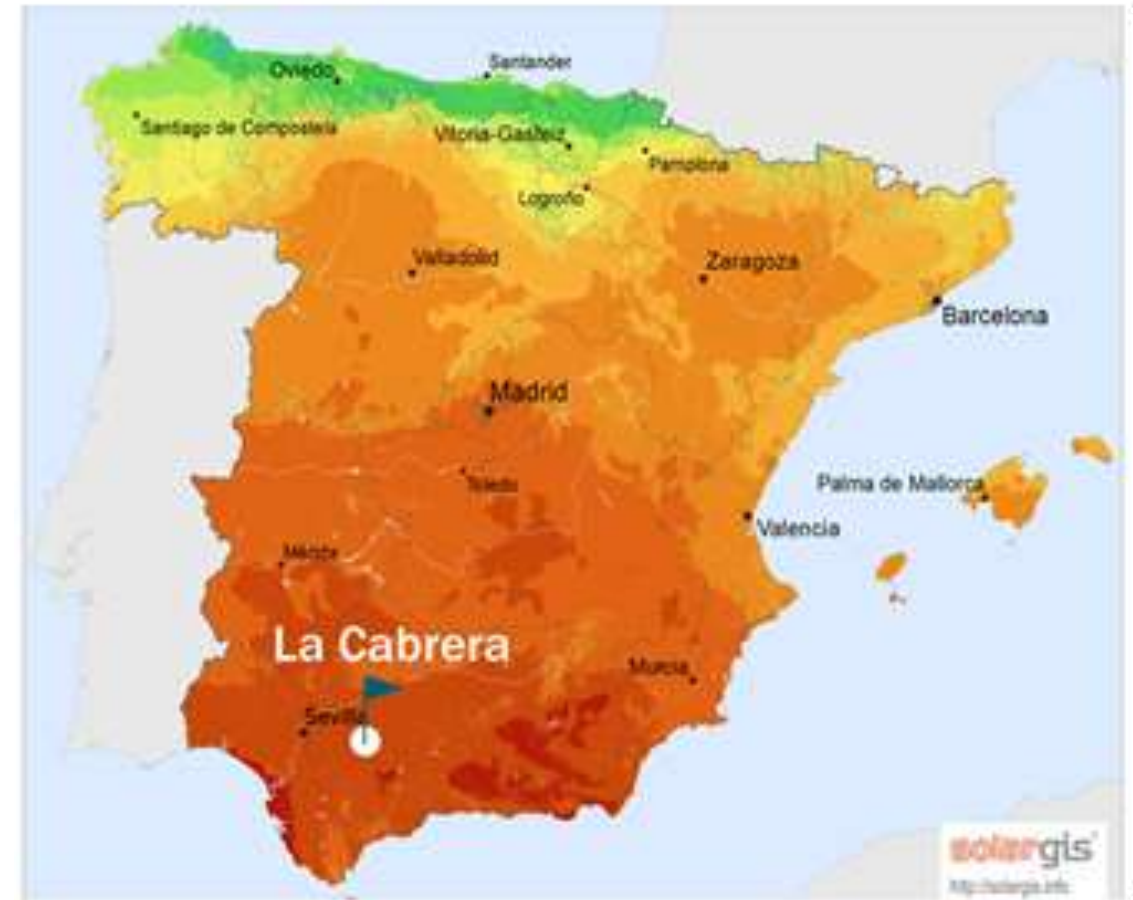 Santander
Oviedo
Santiago de Compostela
Vitoria-Gasteiz
Pamplona
Logroño
Valladolid
Zaragoza
Barcelona
Madrid
Toledo
Palma de Mallorca
Valencia
Mérida
La Cabrera
Murcia
Sevilla
solargis
http://solargis.info